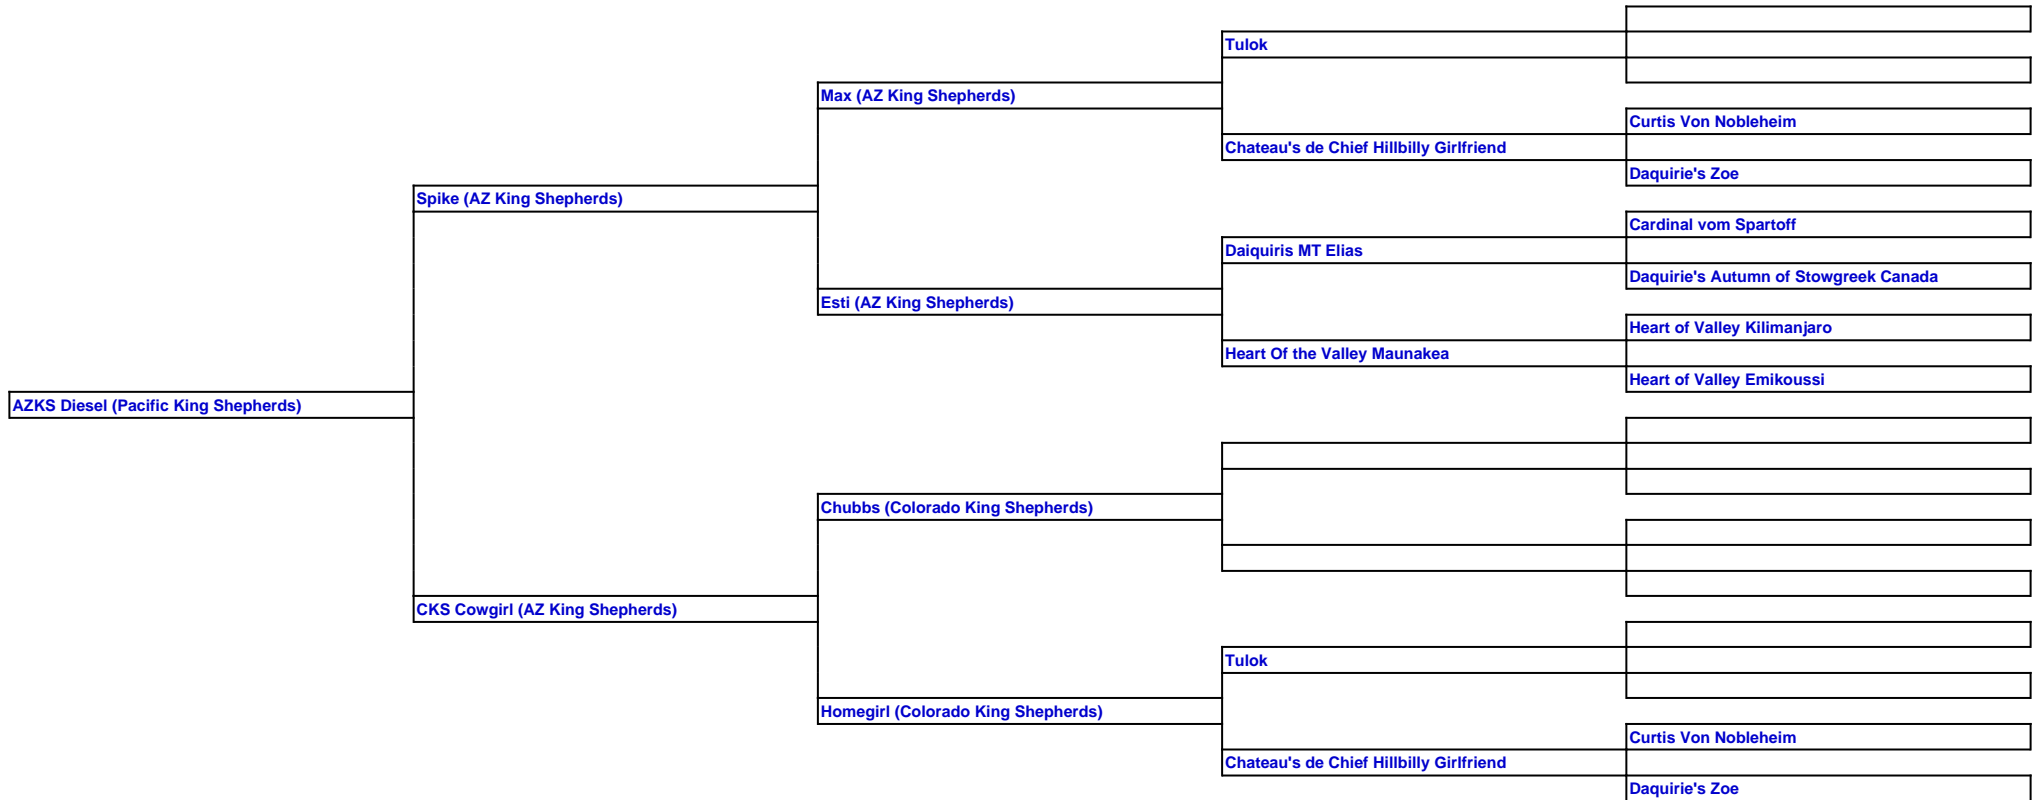 Tulok
Max (AZ King Shepherds)
Curtis Von Nobleheim
Chateau's de Chief Hillbilly Girlfriend
Daquirie's Zoe
Spike (AZ King Shepherds)
Cardinal vom Spartoff
Daiquiris MT Elias
Daquirie's Autumn of Stowgreek Canada
Esti (AZ King Shepherds)
Heart of Valley Kilimanjaro
Heart Of the Valley Maunakea
Heart of Valley Emikoussi
AZKS Diesel (Pacific King Shepherds)
Chubbs (Colorado King Shepherds)
CKS Cowgirl (AZ King Shepherds)
Tulok
Homegirl (Colorado King Shepherds)
Curtis Von Nobleheim
Chateau's de Chief Hillbilly Girlfriend
Daquirie's Zoe